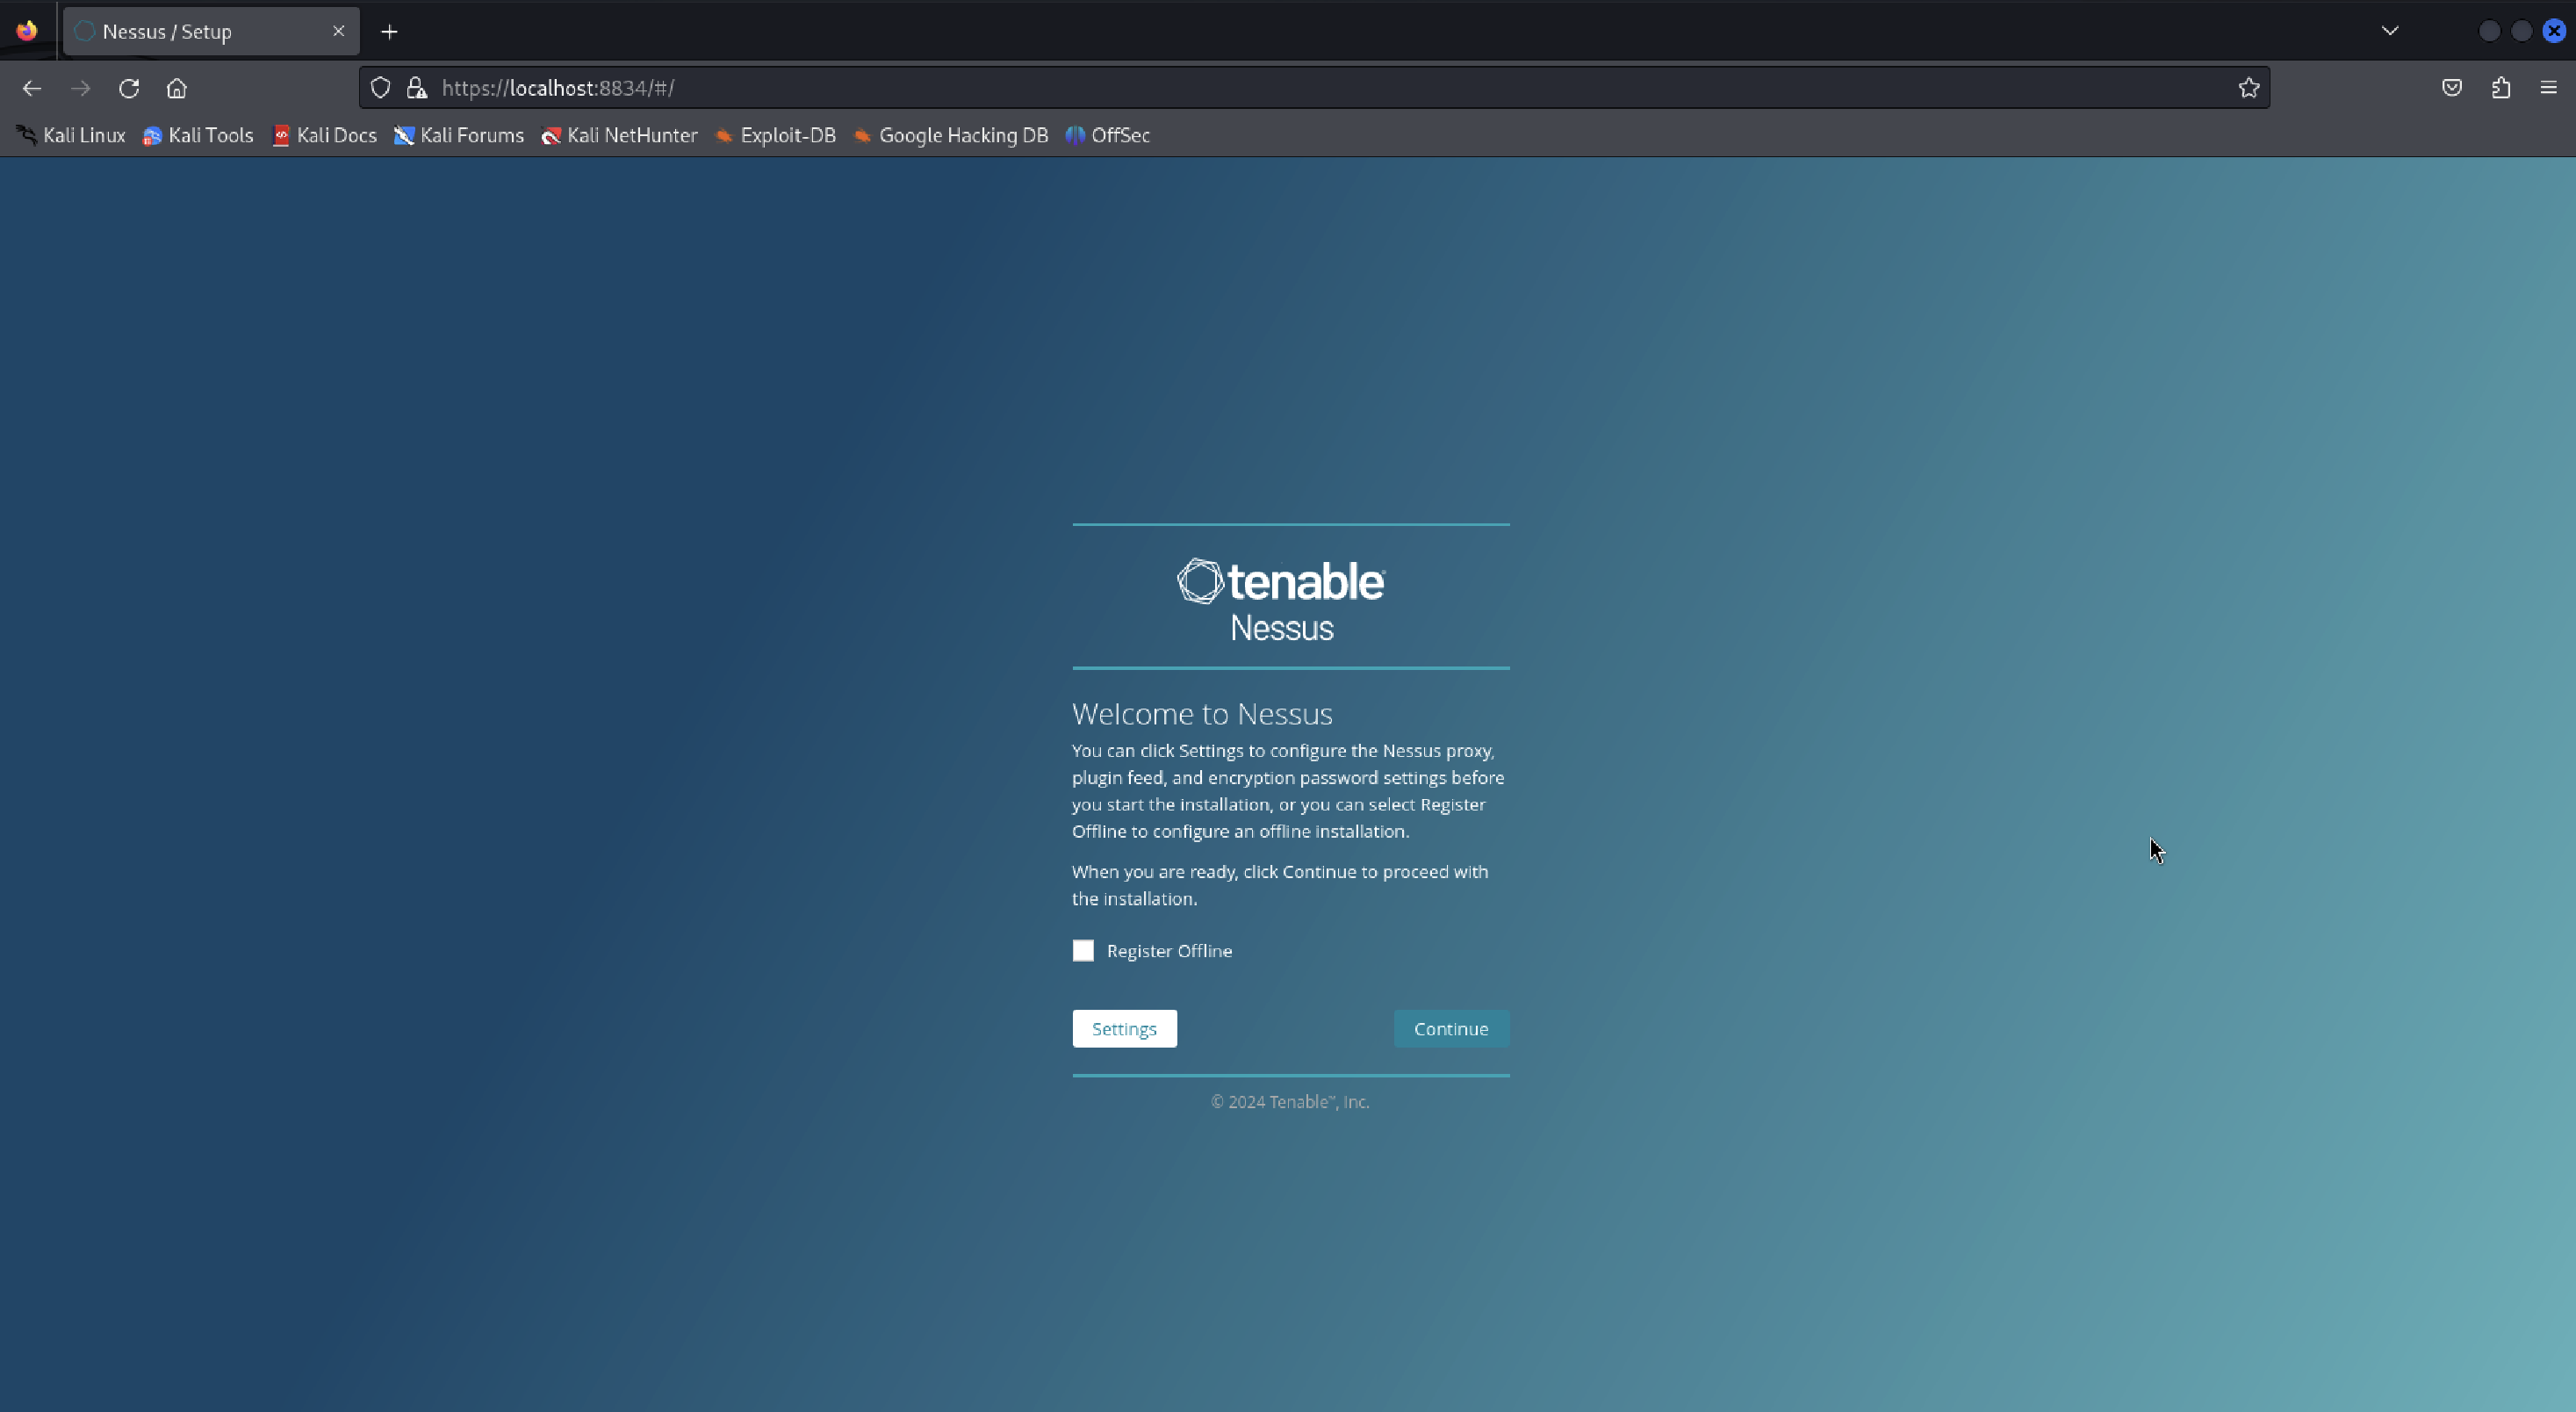 Nessus / Setup
https://localhost:8834/#/
Kali Linux Kali Tools Kali Docs Kali Forums Kali NetHunter Exploit-DB Google Hacking DB OffSec
tenable
Nessus
Welcome to Nessus
You can click Settings to configure the Nessus proxy,
plugin feed, and encryption password settings before
you start the installation, or you can select Register
Offline to configure an offline installation.
When you are ready, click Continue to proceed with
the installation.
Register Offline
Settings Continue
© 2024 Tenable™, Inc.